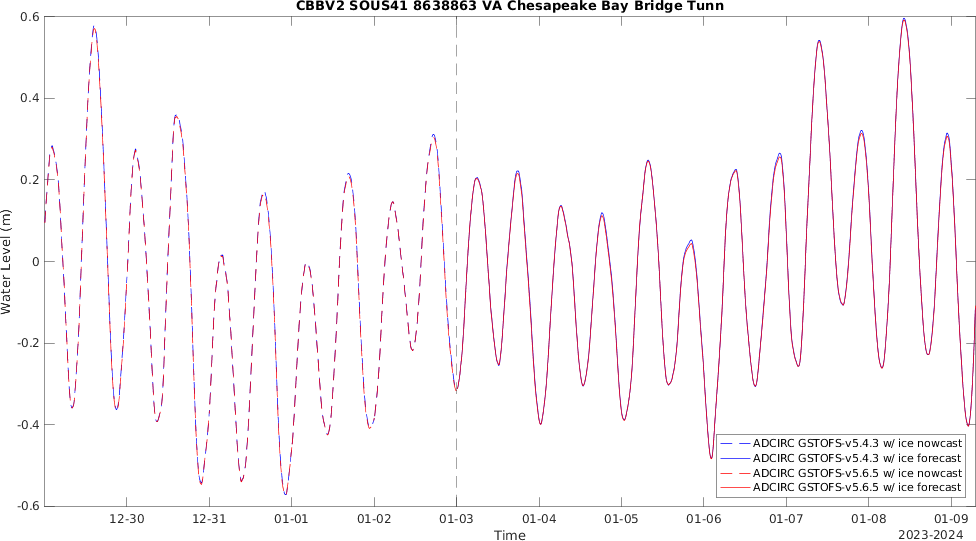 CBBV2 SOUS41 8638863 VA Chesapeake Bay Bridge Tunn
0.6
0.4
0.2
0
-0.2
-0.4
-0.6
Water Level (m)
ADCIRC GSTOFS-v5.4.3 w/ ice nowcast
ADCIRC GSTOFS-v5.4.3 w/ ice forecast
ADCIRC GSTOFS-v5.6.5 w/ ice nowcast
ADCIRC GSTOFS-v5.6.5 w/ ice forecast
12-30 12-31 01-01 01-02 01-03 01-04 01-05 01-06 01-07 01-08 01-09
Time
2023-2024